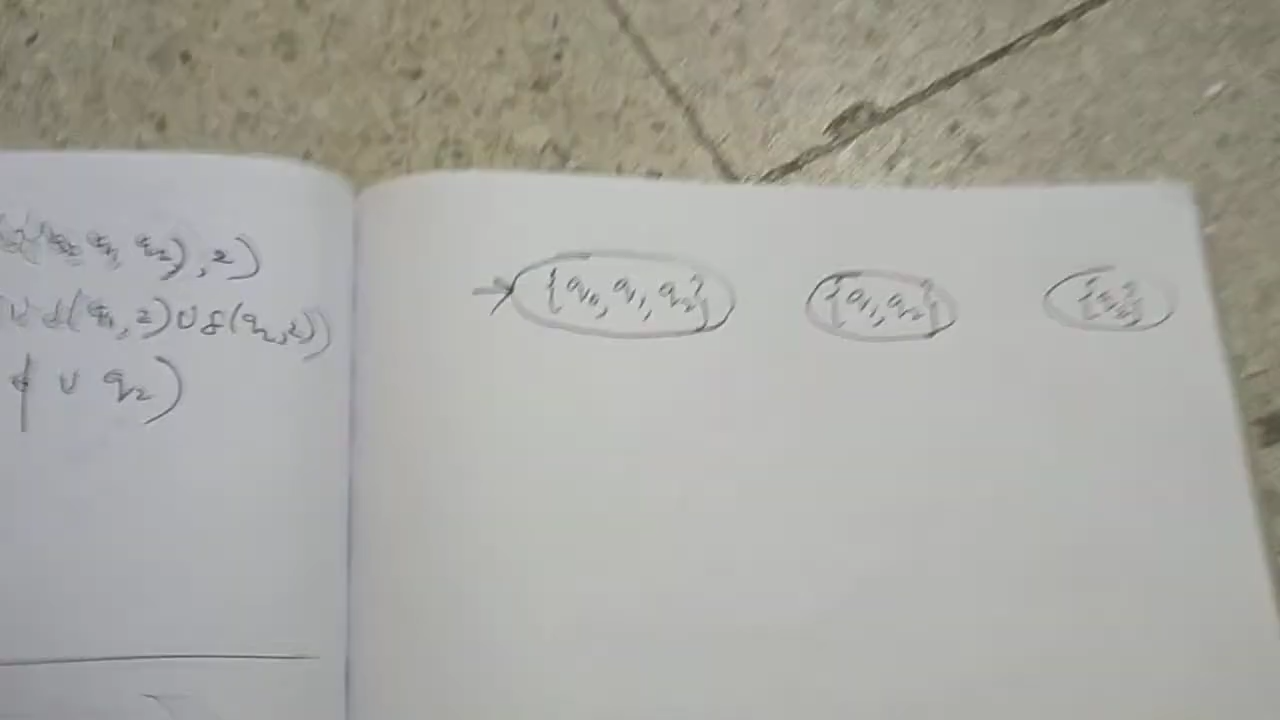 q₁, q₂), 2)
∪ δ(q₁, 2) ∪ δ(q₂, 2))
ϕ ∪ q₂)
→ {q₀, q₁, q₂} {q₁, q₂} {q₂}